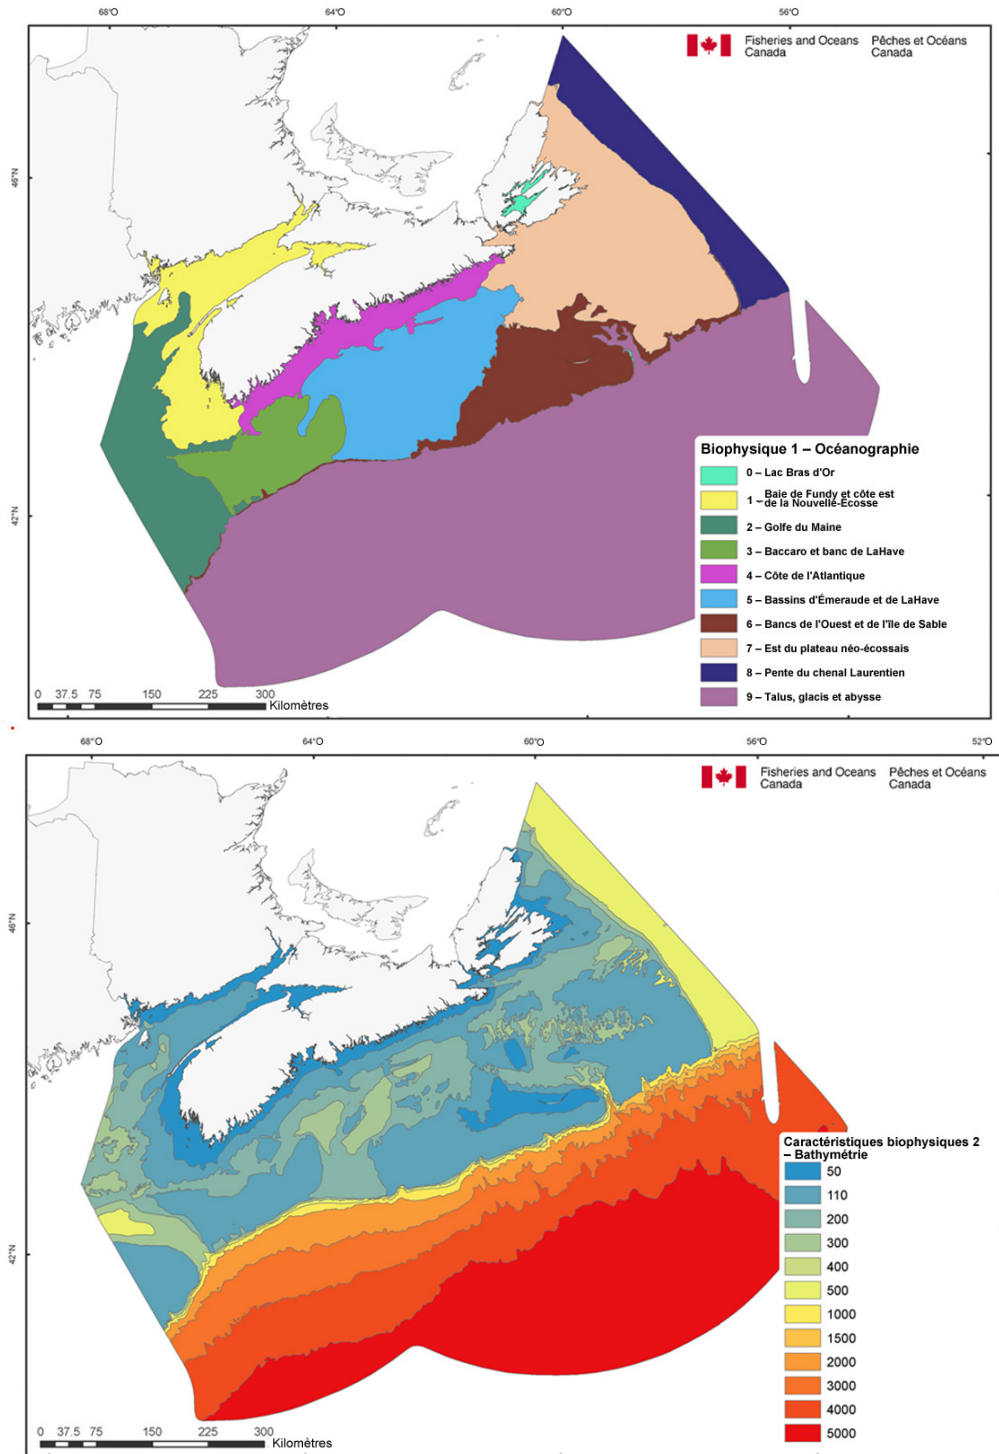 68°O 64°O 60°O 56°O
Fisheries and Oceans Pêches et Océans
Canada Canada
46°N
42°N
Biophysique 1 – Océanographie
0 – Lac Bras d'Or
1 – Baie de Fundy et côte est
de la Nouvelle-Écosse
2 – Golfe du Maine
3 – Baccaro et banc de LaHave
4 – Côte de l'Atlantique
5 – Bassins d'Émeraude et de LaHave
6 – Bancs de l'Ouest et de l'île de Sable
7 – Est du plateau néo-écossais
8 – Pente du chenal Laurentien
9 – Talus, glacis et abysse
0 37.5 75 150 225 300
Kilomètres
68°O 64°O 60°O 56°O 52°O
Fisheries and Oceans Pêches et Océans
Canada Canada
46°N
42°N
Caractéristiques biophysiques 2
– Bathymétrie
50
110
200
300
400
500
1000
1500
2000
3000
4000
5000
0 37.5 75 150 225 300
Kilomètres